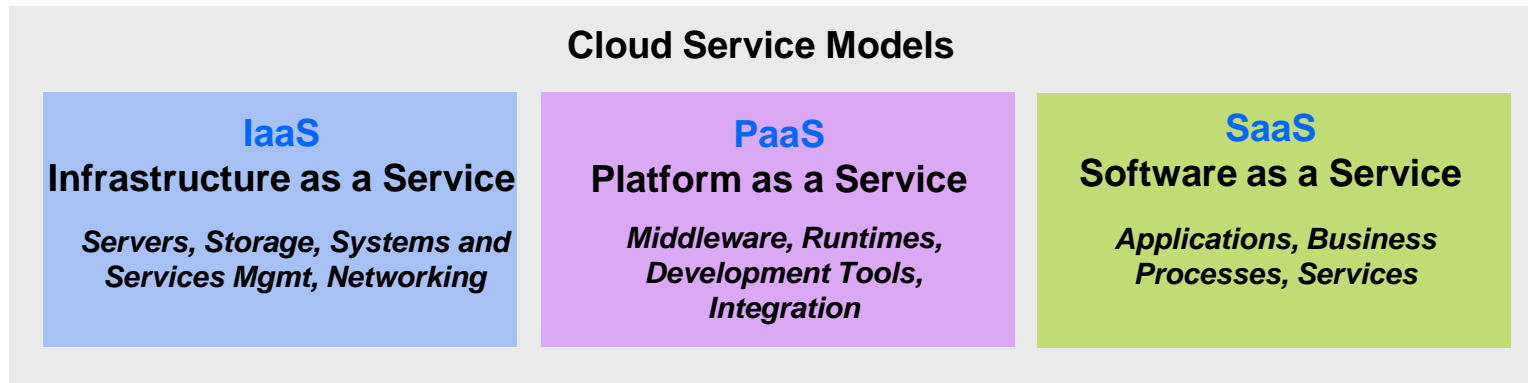 Cloud Service Models
IaaS
Infrastructure as a Service
Servers, Storage, Systems and
Services Mgmt, Networking
PaaS
Platform as a Service
Middleware, Runtimes,
Development Tools,
Integration
SaaS
Software as a Service
Applications, Business
Processes, Services